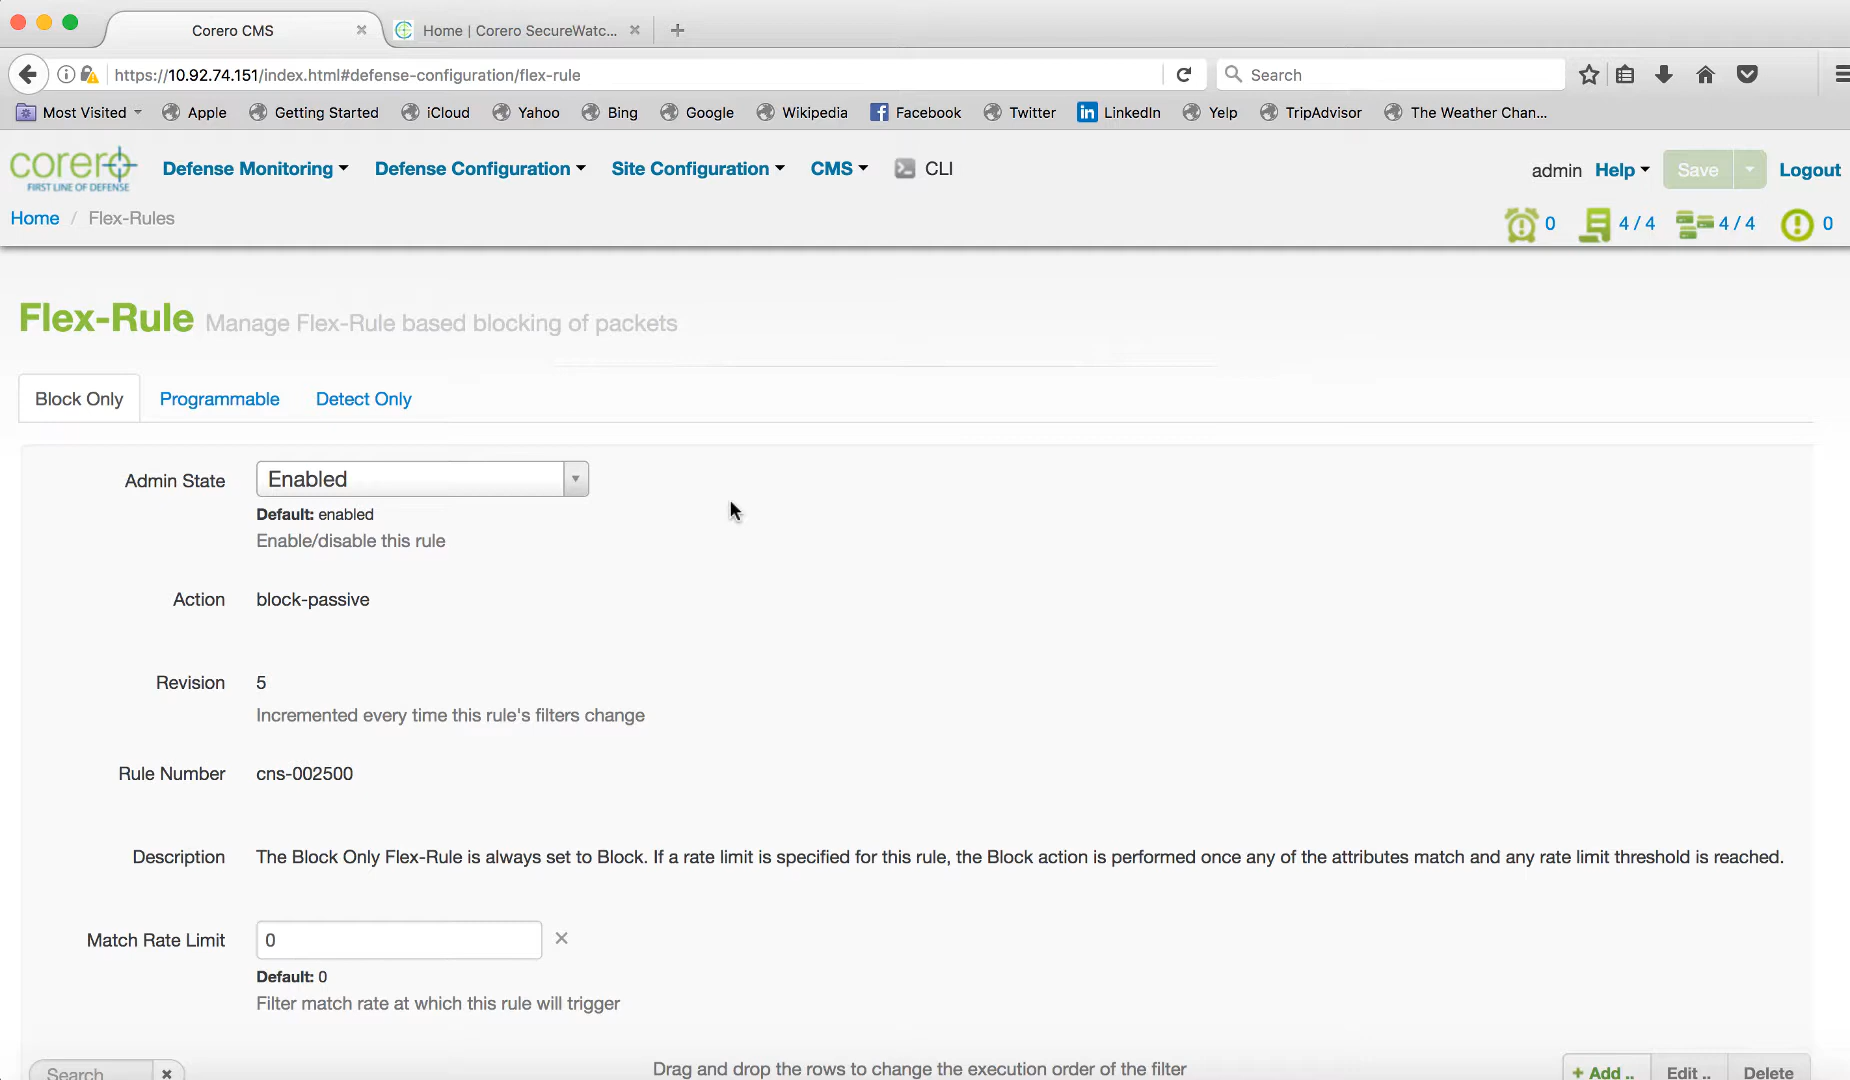 Corero CMS
Home | Corero SecureWatc...
https://10.92.74.151/index.html#defense-configuration/flex-rule
Search
Most Visited Apple Getting Started iCloud Yahoo Bing Google Wikipedia Facebook Twitter LinkedIn Yelp TripAdvisor The Weather Chan...
corero
FIRST LINE OF DEFENSE
Defense Monitoring Defense Configuration Site Configuration CMS CLI
admin Help Save Logout
Home / Flex-Rules
0 4 / 4 4 / 4 0
Flex-Rule Manage Flex-Rule based blocking of packets
Block Only Programmable Detect Only
Admin State Enabled
Default: enabled
Enable/disable this rule
Action block-passive
Revision 5
Incremented every time this rule's filters change
Rule Number cns-002500
Description The Block Only Flex-Rule is always set to Block. If a rate limit is specified for this rule, the Block action is performed once any of the attributes match and any rate limit threshold is reached.
Match Rate Limit 0
Default: 0
Filter match rate at which this rule will trigger
Search
Drag and drop the rows to change the execution order of the filter
+ Add .. Edit .. Delete